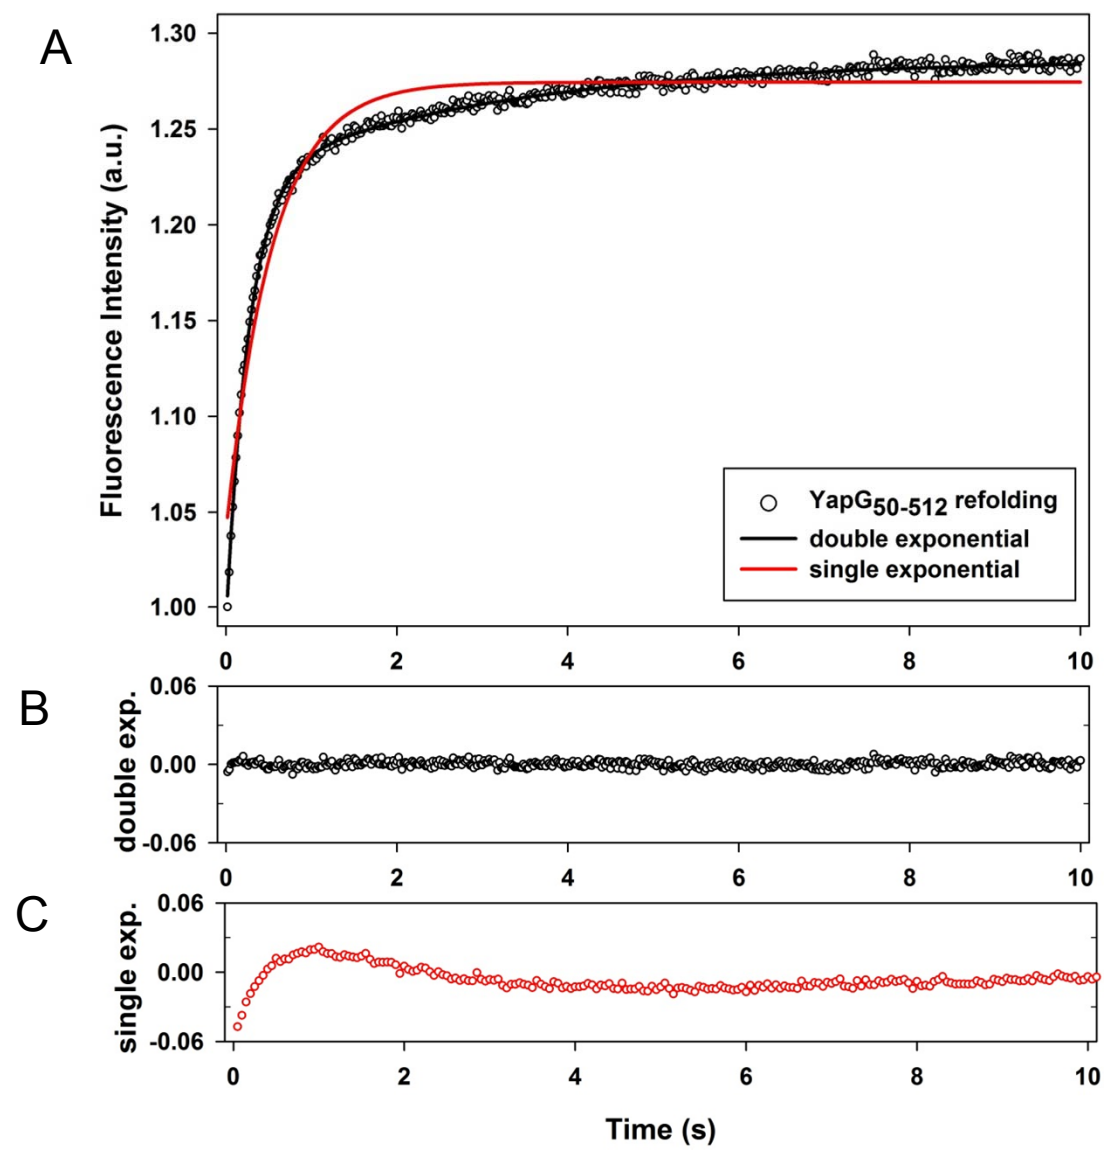 A
1.30
1.25
1.20
1.15
1.10
1.05
1.00
Fluorescence Intensity (a.u.)
YapG50-512 refolding
double exponential
single exponential
0 2 4 6 8 10
B
0.06
0.00
-0.06
double exp.
0 2 4 6 8 10
C
0.06
0.00
-0.06
single exp.
0 2 4 6 8 10
Time (s)